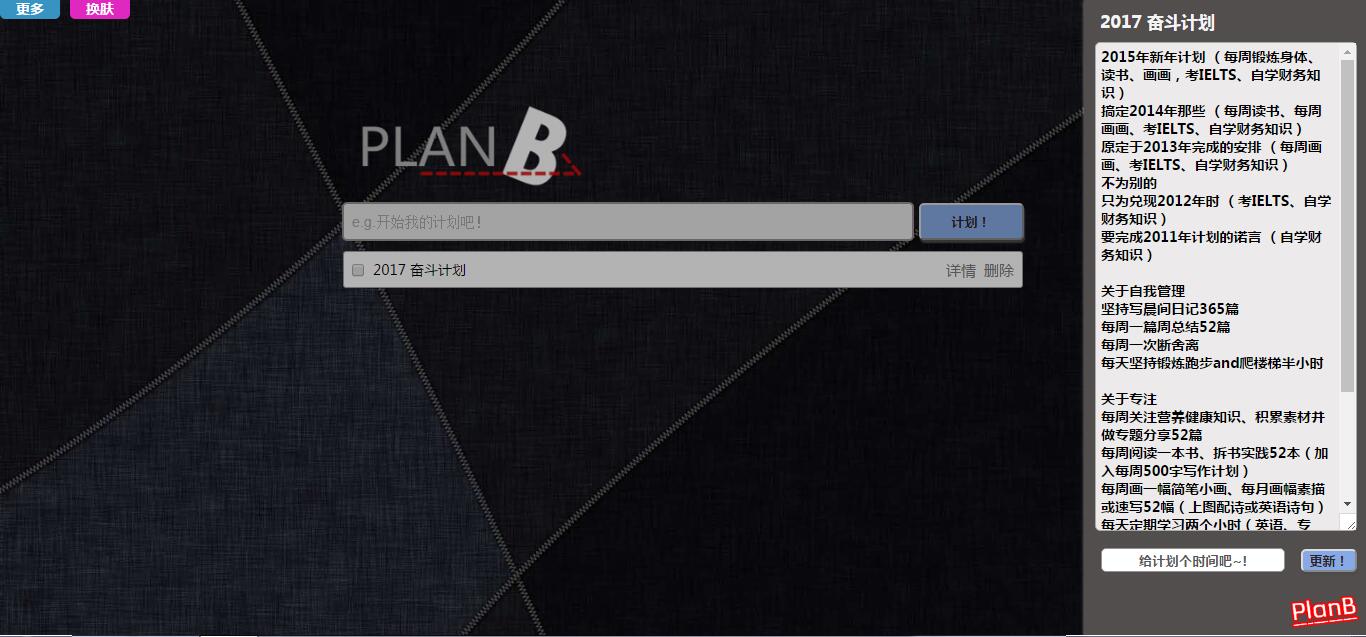 更多 换肤
PLAN B
e.g.开始我的计划吧！
计划！
2017 奋斗计划
详情 删除
2017 奋斗计划
2015年新年计划 （每周锻炼身体、
读书、画画，考IELTS、自学财务知
识）
搞定2014年那些 （每周读书、每周
画画、考IELTS、自学财务知识）
原定于2013年完成的安排 （每周画
画、考IELTS、自学财务知识）
不为别的
只为兑现2012年时 （ 考IELTS、自学
财务知识）
要完成2011年计划的诺言 （自学财
务知识）
关于自我管理
坚持写晨间日记365篇
每周一篇周总结52篇
每周一次断舍离
每天坚持锻炼跑步and爬楼梯半小时
关于专注
每周关注营养健康知识、积累素材并
做专题分享52篇
每周阅读一本书、拆书实践52本（加
入每周500字写作计划）
每周画一幅简笔小画、每月画幅素描
或速写52幅（上图配诗或英语诗句）
每天定期学习两个小时（英语、专
给计划个时间吧~!
更新！
PlanB